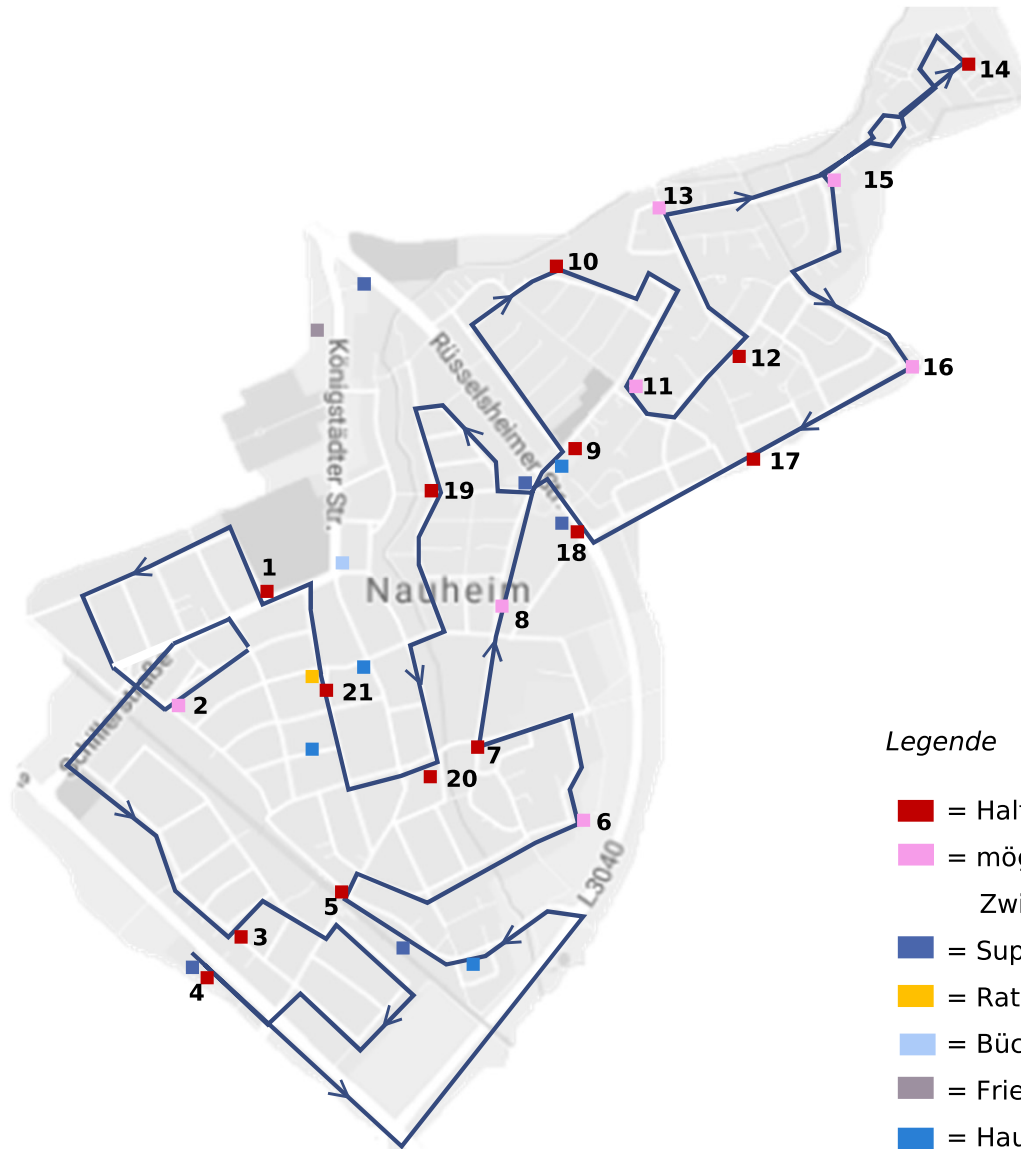 14
15
13
10
12
16
11
Rüsselsheimer Str.
Königstädter Str.
9
17
19
18
1
Nauheim
8
2
21
Schillerstraße
7
20
Legende
6
= Hal
= mög
Zwi
L3040
5
3
= Sup
4
= Rat
= Büc
= Frie
= Hau